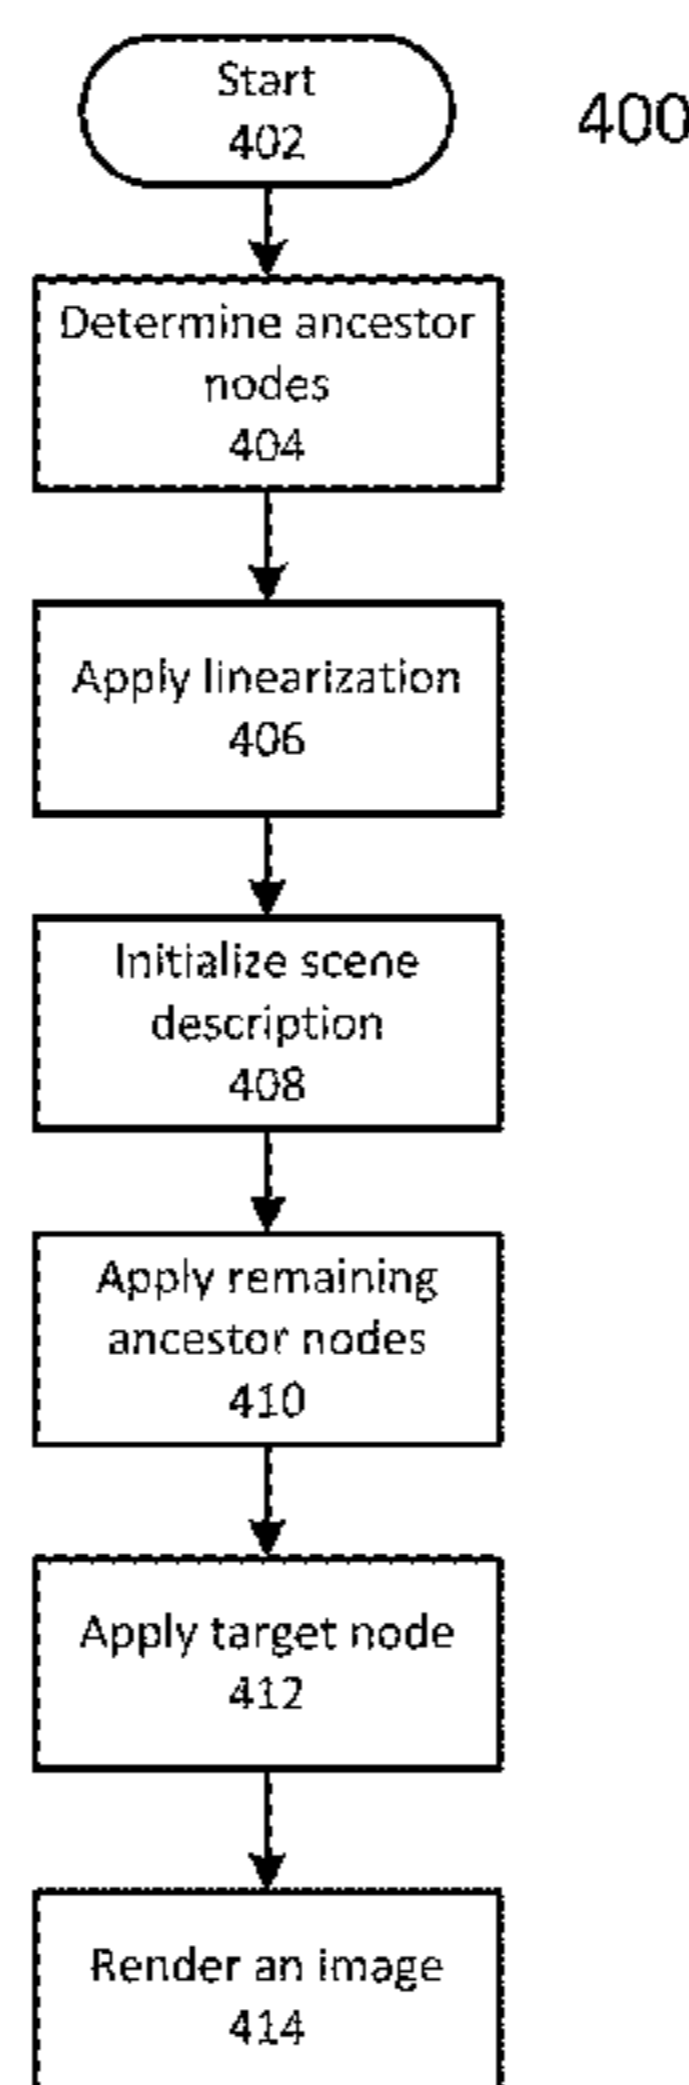 Start
402
400
Determine ancestor
nodes
404
Apply linearization
406
Initialize scene
description
408
Apply remaining
ancestor nodes
410
Apply target node
412
Render an image
414